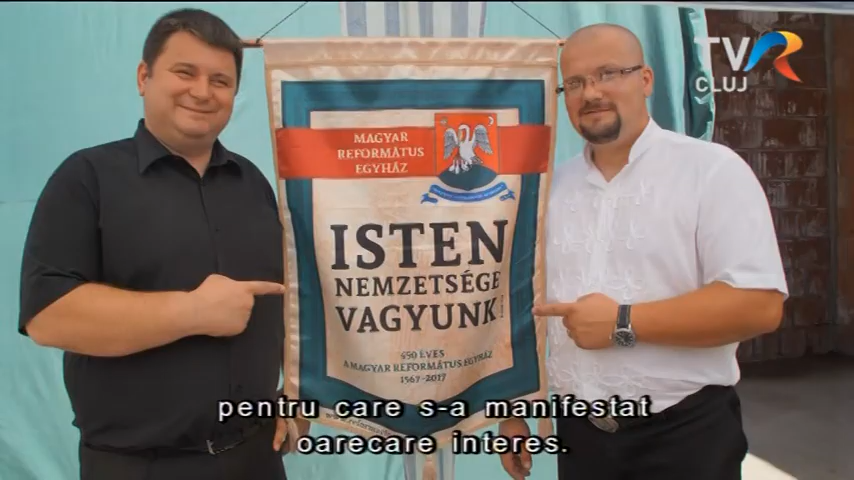 TVR
CLUJ
MAGYAR
REFORMÁTUS
EGYHÁZ
ISTEN
NEMZETSÉGE
VAGYUNK
450 ÉVES
A MAGYAR REFORMÁTUS EGYHÁZ
1567-2017
pentru care s-a manifestat
oarecare interes.